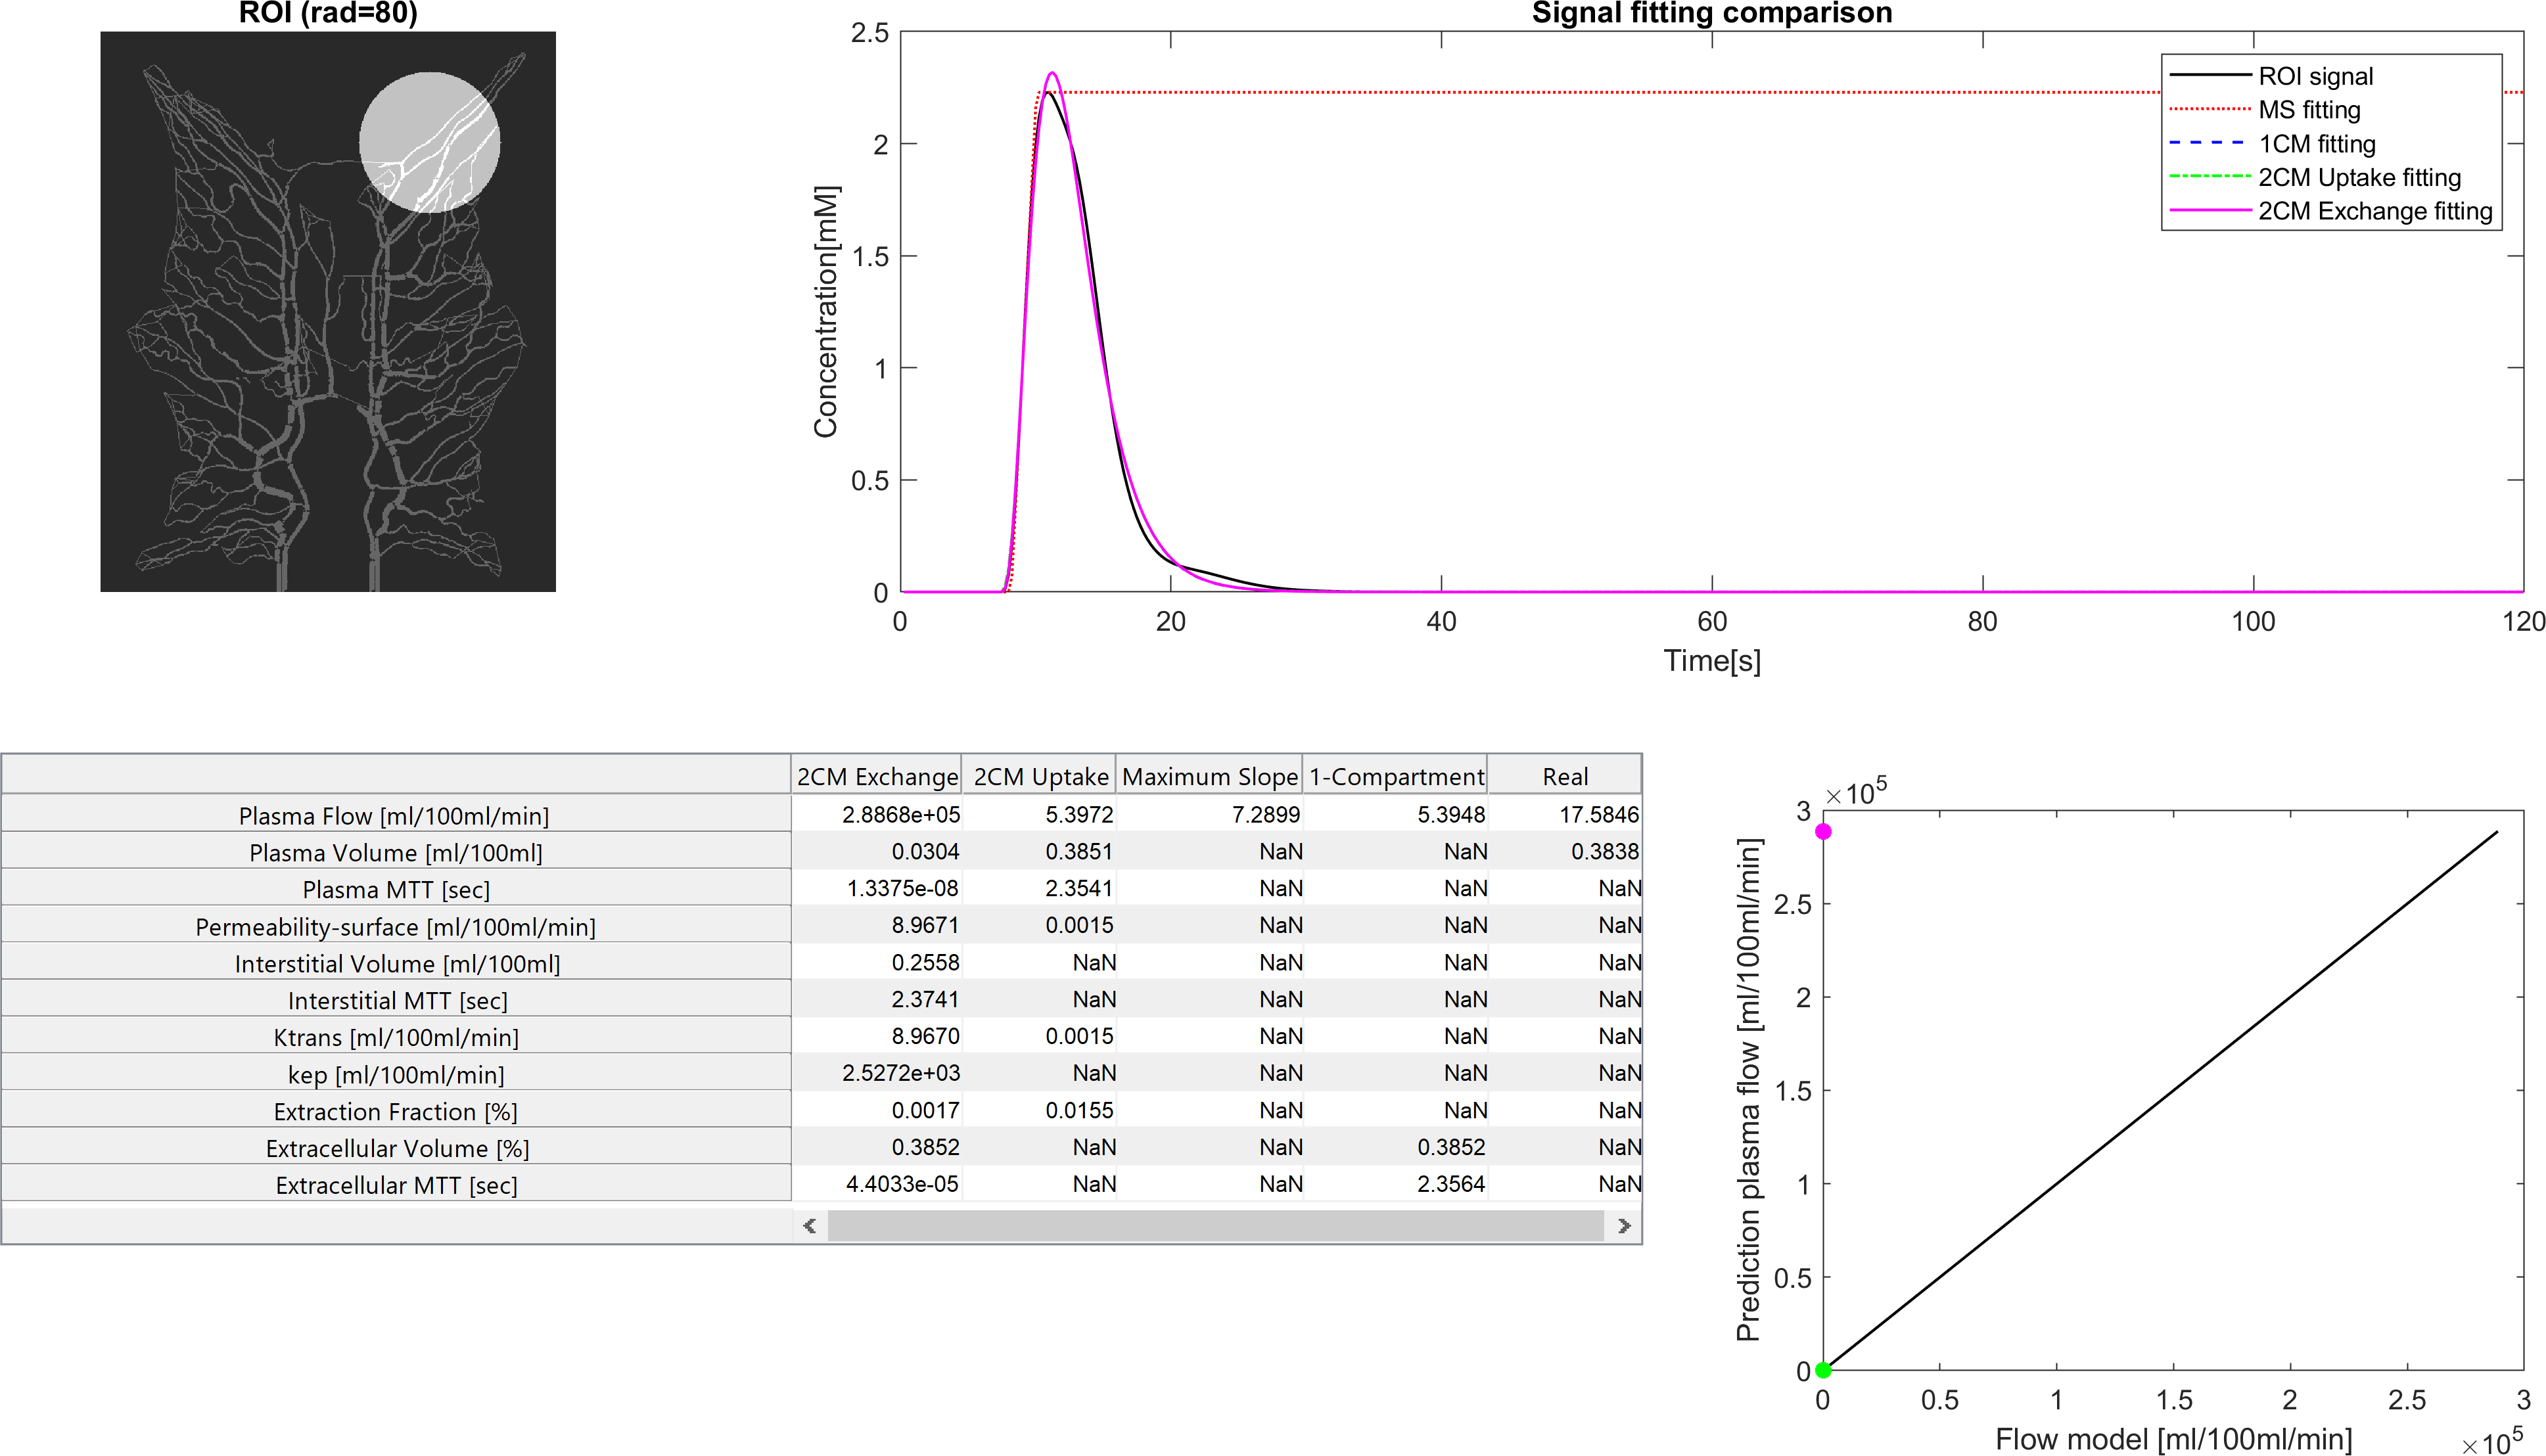 ROI (rad=80)
Signal fitting comparison
2.5
2
1.5
1
0.5
0
Concentration[mM]
0 20 40 60 80 100 120
Time[s]
ROI signal
MS fitting
1CM fitting
2CM Uptake fitting
2CM Exchange fitting
2CM Exchange 2CM Uptake Maximum Slope 1-Compartment Real
Plasma Flow [ml/100ml/min] 2.8868e+05 5.3972 7.2899 5.3948 17.5846
Plasma Volume [ml/100ml] 0.0304 0.3851 NaN NaN 0.3838
Plasma MTT [sec] 1.3375e-08 2.3541 NaN NaN NaN
Permeability-surface [ml/100ml/min] 8.9671 0.0015 NaN NaN NaN
Interstitial Volume [ml/100ml] 0.2558 NaN NaN NaN NaN
Interstitial MTT [sec] 2.3741 NaN NaN NaN NaN
Ktrans [ml/100ml/min] 8.9670 0.0015 NaN NaN NaN
kep [ml/100ml/min] 2.5272e+03 NaN NaN NaN NaN
Extraction Fraction [%] 0.0017 0.0155 NaN NaN NaN
Extracellular Volume [%] 0.3852 NaN NaN 0.3852 NaN
Extracellular MTT [sec] 4.4033e-05 NaN NaN 2.3564 NaN
×10⁵
3
2.5
2
1.5
1
0.5
0
Prediction plasma flow [ml/100ml/min]
0 0.5 1 1.5 2 2.5 3
Flow model [ml/100ml/min]
×10⁵